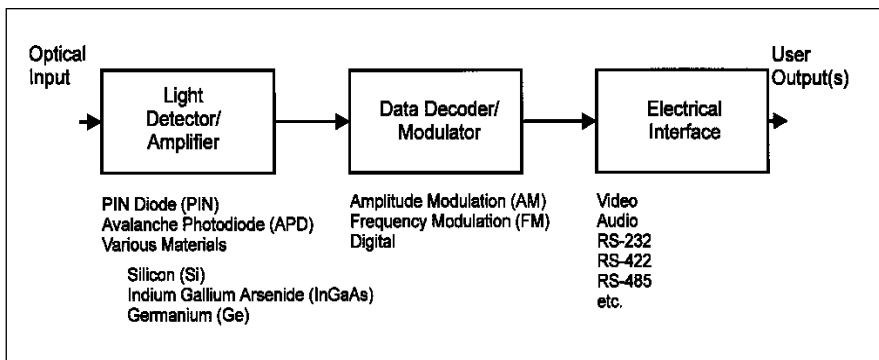 Optical
Input
Light
Detector/
Amplifier
Data Decoder/
Modulator
Electrical
Interface
User
Output(s)
PIN Diode (PIN)
Avalanche Photodiode (APD)
Various Materials
Silicon (Si)
Indium Gallium Arsenide (InGaAs)
Germanium (Ge)
Amplitude Modulation (AM)
Frequency Modulation (FM)
Digital
Video
Audio
RS-232
RS-422
RS-485
etc.